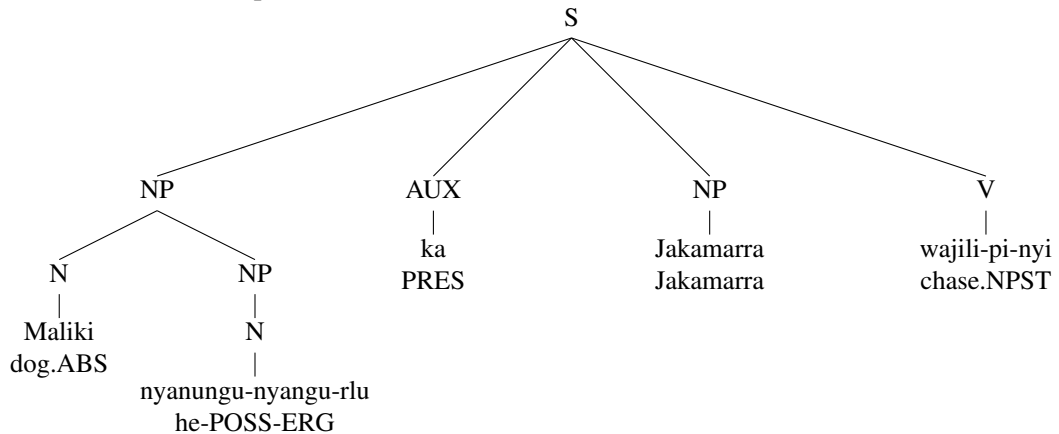 S
NP AUX NP V
ka Jakamarra wajili-pi-nyi
N NP PRES Jakamarra chase.NPST
Maliki N
dog.ABS
nyanungu-nyangu-rlu
he-POSS-ERG